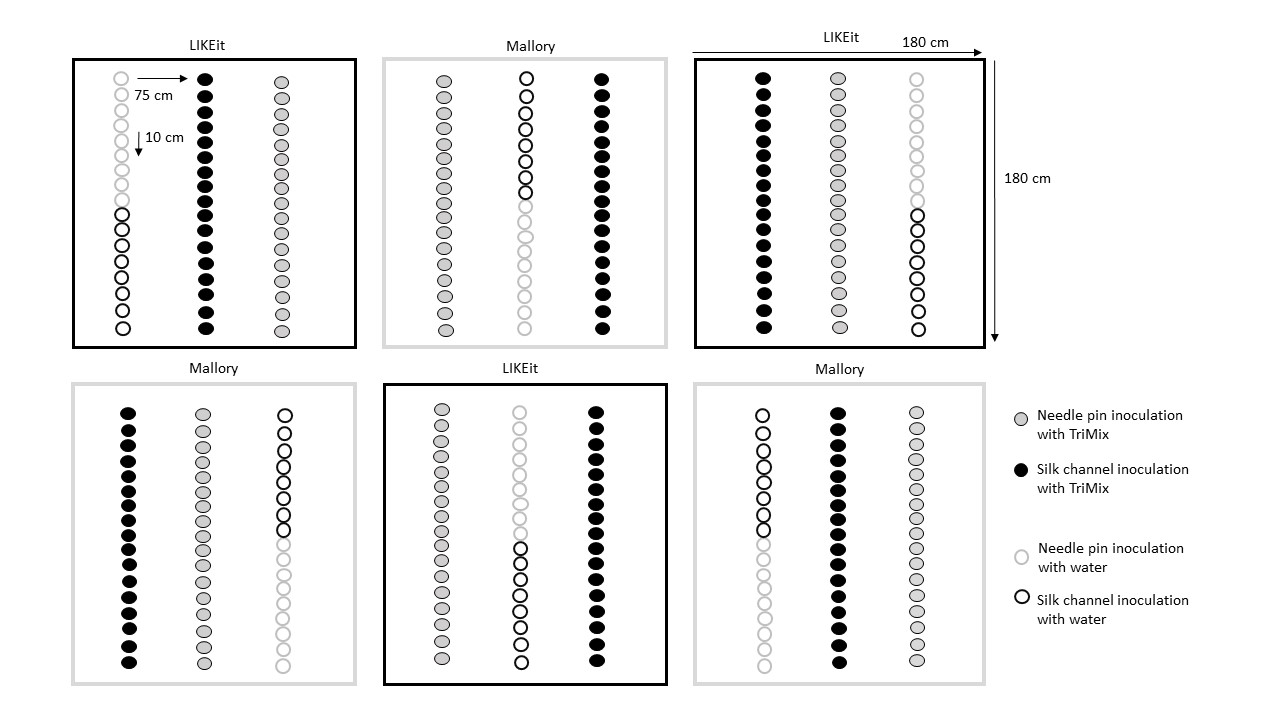 LIKEit
Mallory
LIKEit
180 cm
75 cm
10 cm
180 cm
Mallory
LIKEit
Mallory
Needle pin inoculation
with TriMix
Silk channel inoculation
with TriMix
Needle pin inoculation
with water
Silk channel inoculation
with water